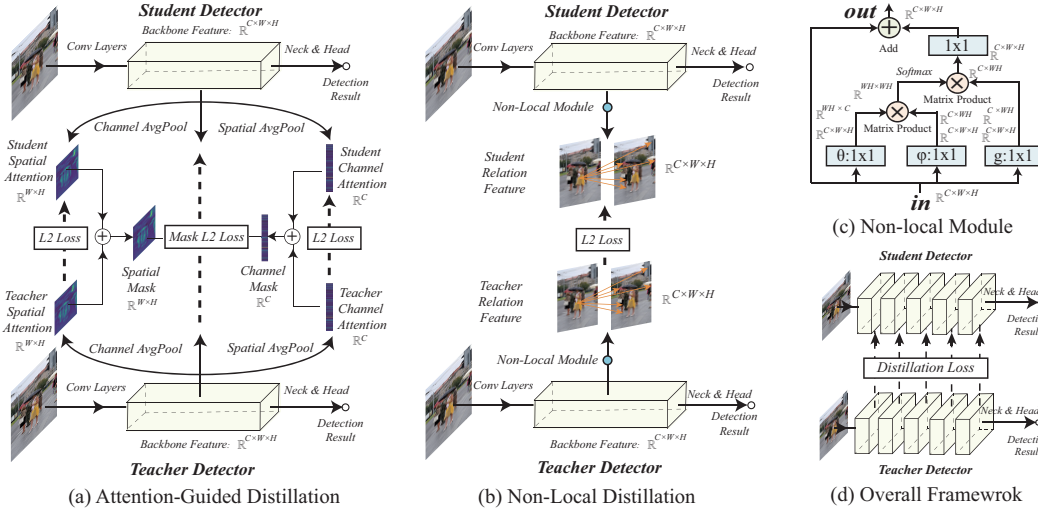 Student Detector
Backbone Feature: ℝ^{C×W×H}
Conv Layers
Neck & Head
Detection
Result
Channel AvgPool
Spatial AvgPool
Student
Spatial
Attention
ℝ^{W×H}
Student
Channel
Attention
ℝ^C
L2 Loss
Mask L2 Loss
L2 Loss
Spatial
Mask
ℝ^{W×H}
Channel
Mask
ℝ^C
Teacher
Spatial
Attention
ℝ^{W×H}
Teacher
Channel
Attention
ℝ^C
Channel AvgPool
Spatial AvgPool
Conv Layers
Neck & Head
Detection
Result
Backbone Feature: ℝ^{C×W×H}
Teacher Detector
(a) Attention-Guided Distillation
Student Detector
Backbone Feature: ℝ^{C×W×H}
Conv Layers
Neck & Head
Detection
Result
Non-Local Module
Student
Relation
Feature
ℝ^{C×W×H}
L2 Loss
Teacher
Relation
Feature
ℝ^{C×W×H}
Non-Local Module
Conv Layers
Neck & Head
Detection
Result
Backbone Feature: ℝ^{C×W×H}
Teacher Detector
(b) Non-Local Distillation
out
ℝ^{C×W×H}
Add
1x1
ℝ^{C×W×H}
Softmax
ℝ^{C×WH}
ℝ^{WH×WH}
Matrix Product
ℝ^{WH×C}
ℝ^{C×WH}
ℝ^{C×WH}
Matrix Product
ℝ^{C×W×H}
ℝ^{C×W×H}
ℝ^{C×W×H}
θ:1x1
φ:1x1
g:1x1
in
ℝ^{C×W×H}
(c) Non-local Module
Student Detector
Neck & Head
Detection
Result
Distillation Loss
Neck & Head
Detection
Result
Teacher Detector
(d) Overall Framewrok